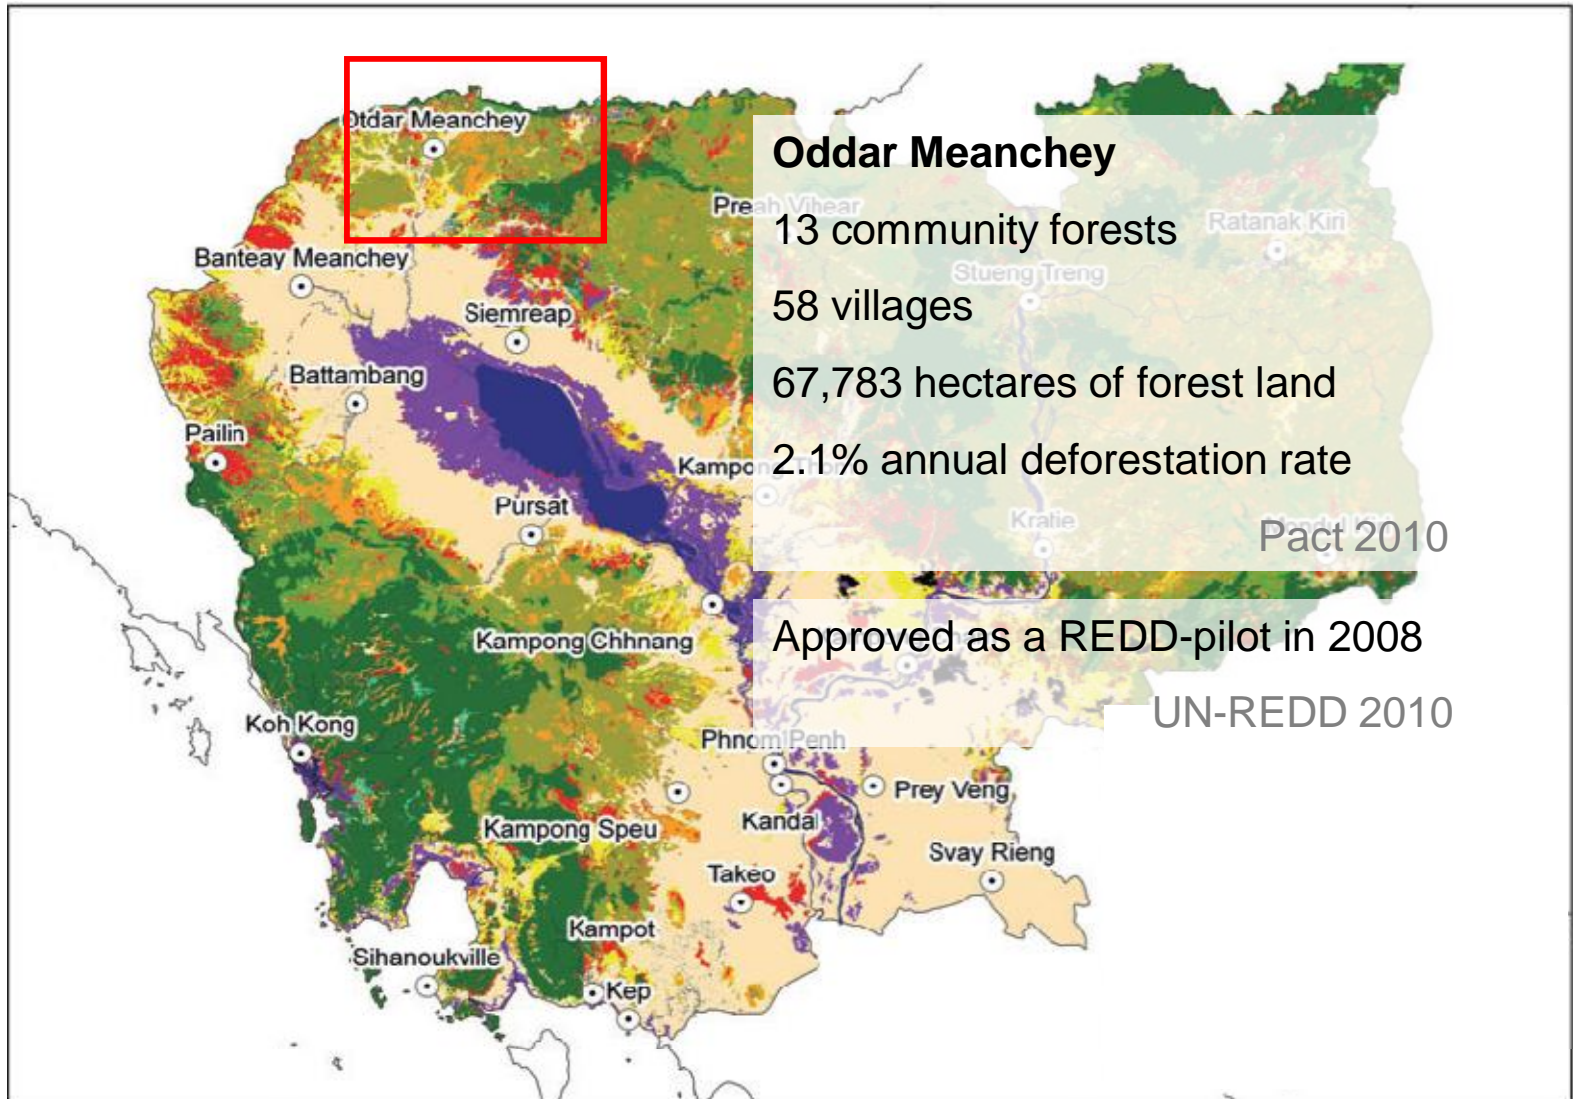 Otdar Meanchey
Oddar Meanchey
Preah Vihear
13 community forests
Ratanak Kiri
Banteay Meanchey
Stueng Treng
58 villages
Siemreap
Battambang
67,783 hectares of forest land
Pailin
Kampong Thom
2.1% annual deforestation rate
Pursat
Kratie
Pact 2010
Kampong Chhnang
Approved as a REDD-pilot in 2008
UN-REDD 2010
Koh Kong
Phnom Penh
Prey Veng
Kampong Speu
Kandal
Svay Rieng
Takeo
Kampot
Sihanoukville
Kep